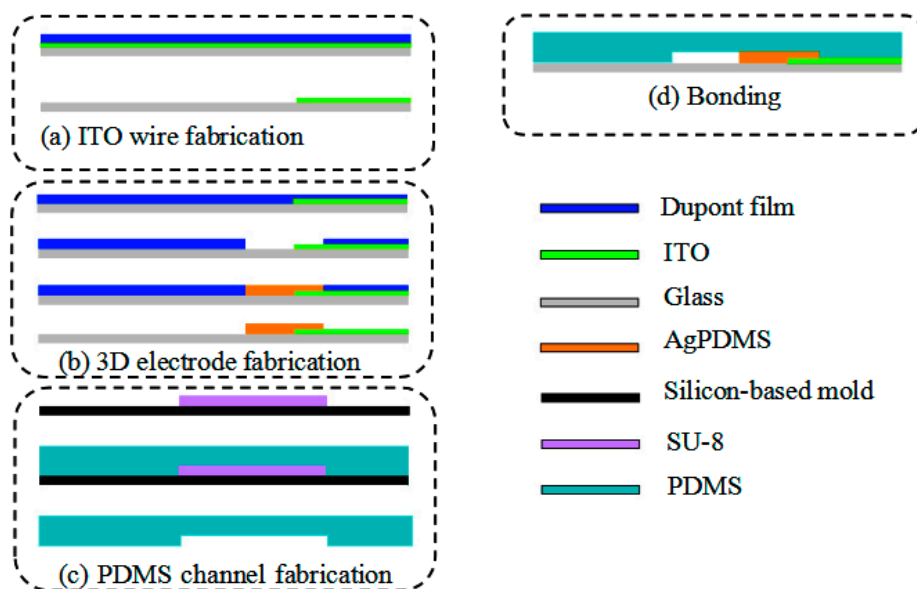 (a) ITO wire fabrication
(b) 3D electrode fabrication
(c) PDMS channel fabrication
(d) Bonding
Dupont film
ITO
Glass
AgPDMS
Silicon-based mold
SU-8
PDMS